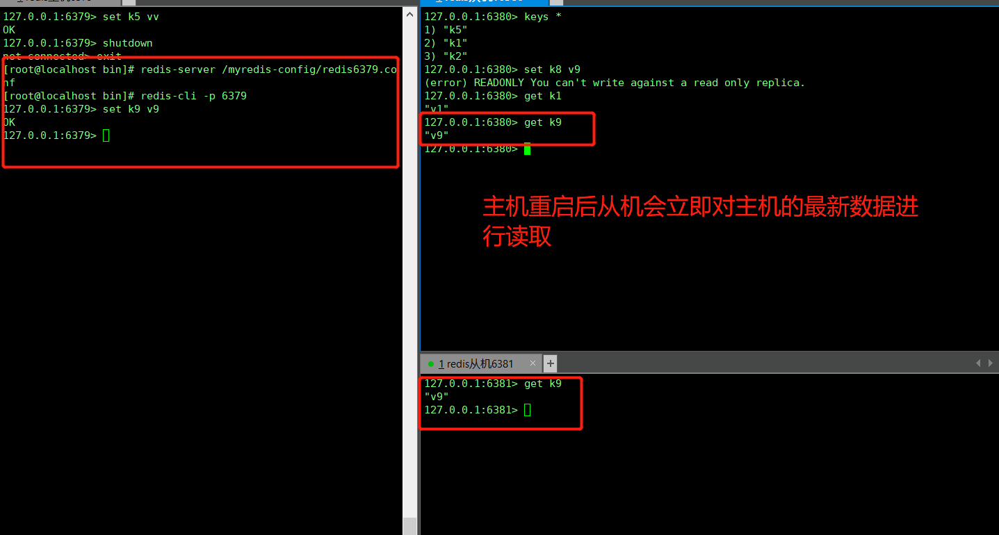 127.0.0.1:6379> set k5 vv
OK
127.0.0.1:6379> shutdown
not connected> exit
[root@localhost bin]# redis-server /myredis-config/redis6379.co
nf
[root@localhost bin]# redis-cli -p 6379
127.0.0.1:6379> set k9 v9
OK
127.0.0.1:6379>
127.0.0.1:6380> keys *
1) "k5"
2) "k1"
3) "k2"
127.0.0.1:6380> set k8 v9
(error) READONLY You can't write against a read only replica.
127.0.0.1:6380> get k1
"v1"
127.0.0.1:6380> get k9
"v9"
127.0.0.1:6380>
主机重启后从机会立即对主机的最新数据进
行读取
1 redis从机6381 × +
127.0.0.1:6381> get k9
"v9"
127.0.0.1:6381>